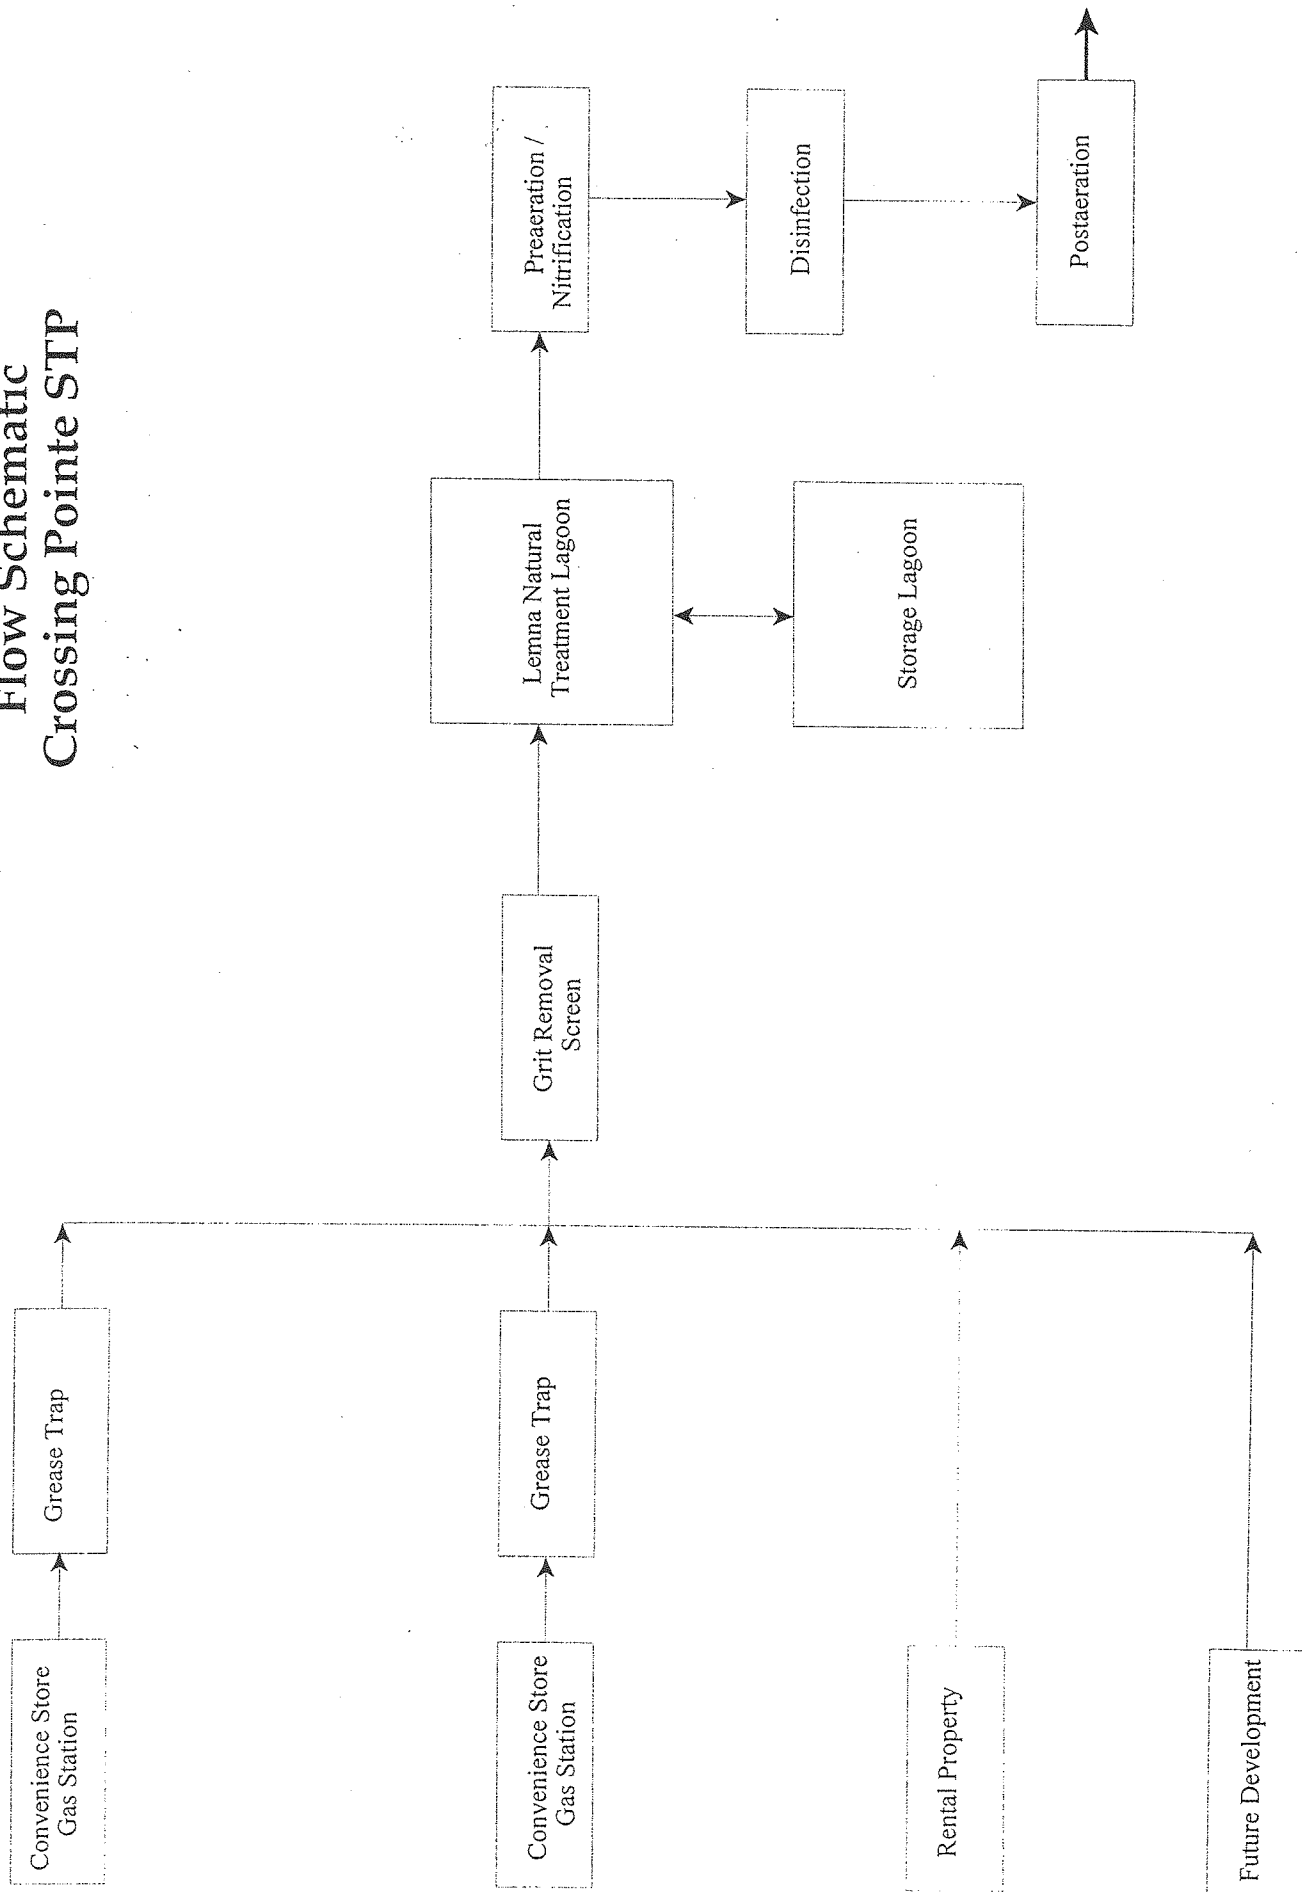 Flow Schematic
Crossing Pointe STP
Convenience Store
Gas Station
Grease Trap
Convenience Store
Gas Station
Grease Trap
Rental Property
Future Development
Grit Removal
Screen
Lemna Natural
Treatment Lagoon
Storage Lagoon
Preaeration /
Nitrification
Disinfection
Postaeration